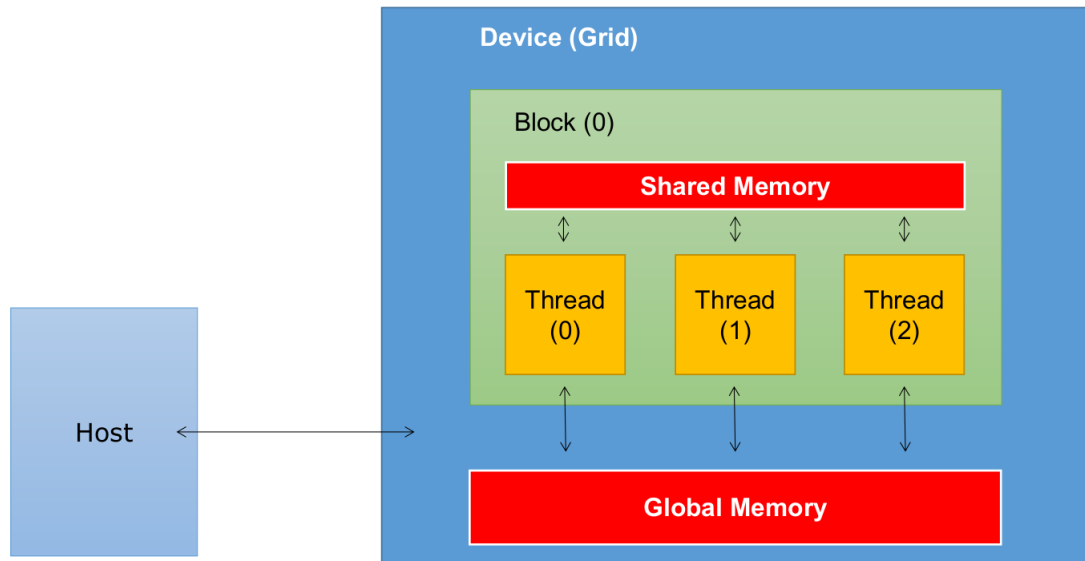 Device (Grid)
Block (0)
Shared Memory
Thread
(0)
Thread
(1)
Thread
(2)
Host
Global Memory